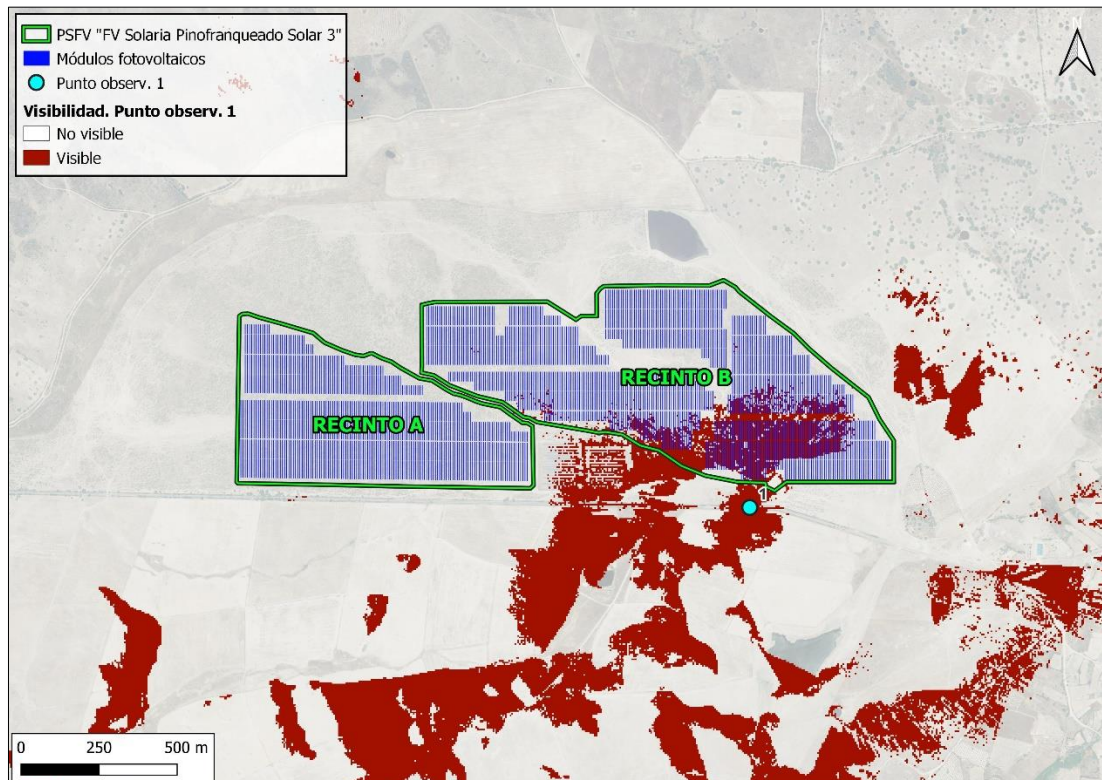 PSFV "FV Solaria Pinofranqueado Solar 3"
Módulos fotovoltaicos
Punto observ. 1
Visibilidad. Punto observ. 1
No visible
Visible
N
RECINTO B
RECINTO A
1
0 250 500 m